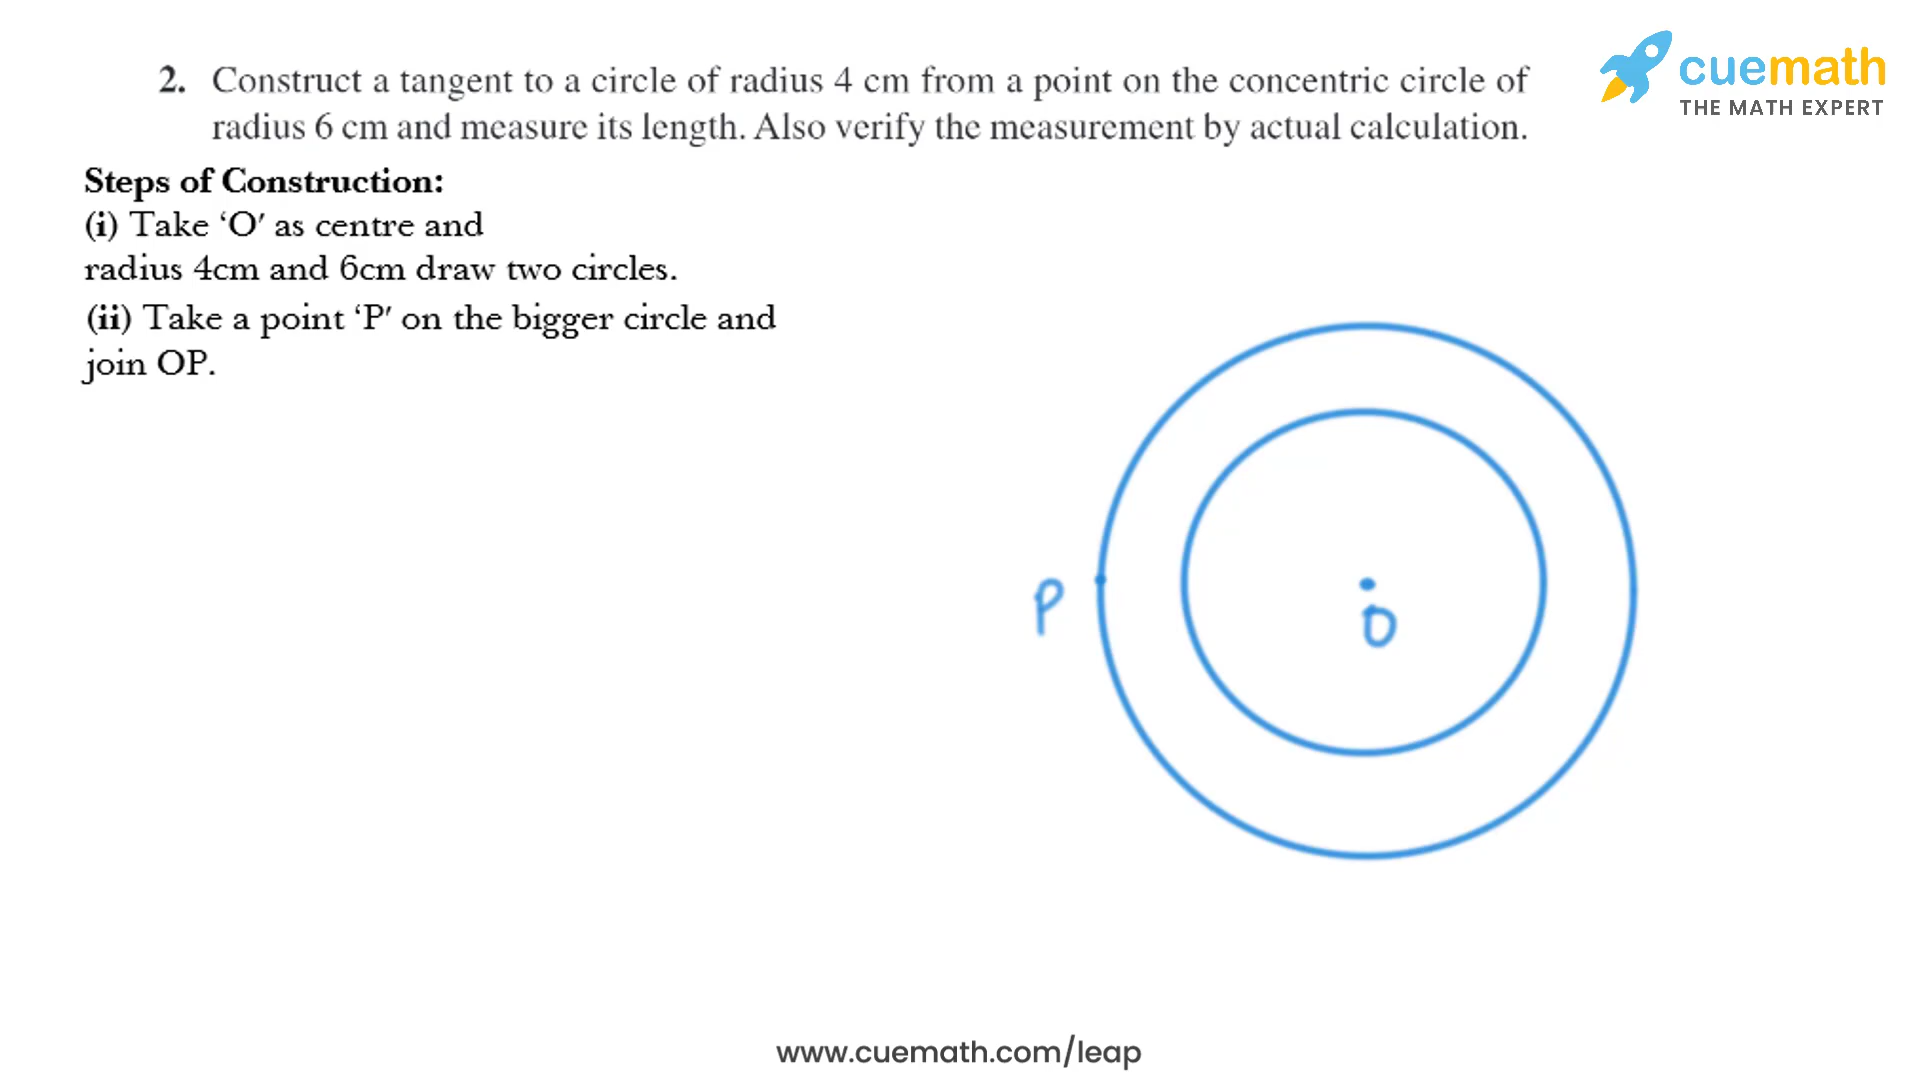 2. Construct a tangent to a circle of radius 4 cm from a point on the concentric circle of
radius 6 cm and measure its length. Also verify the measurement by actual calculation.
cuemath
THE MATH EXPERT
Steps of Construction:
(i) Take ‘O′ as centre and
radius 4cm and 6cm draw two circles.
(ii) Take a point ‘P′ on the bigger circle and
join OP.
P
O
www.cuemath.com/leap